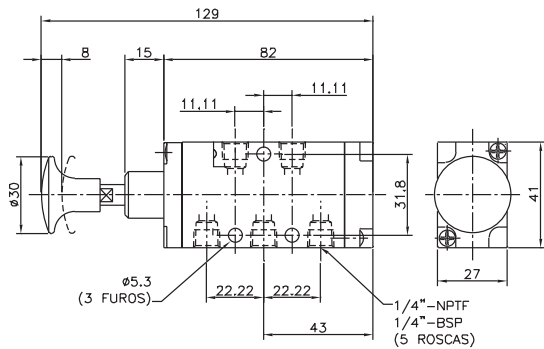 129
8
15
82
11.11
11.11
ø30
31.8
41
ø5.3
(3 FUROS)
22.22
22.22
27
1/4"-NPTF
1/4"-BSP
(5 ROSCAS)
43